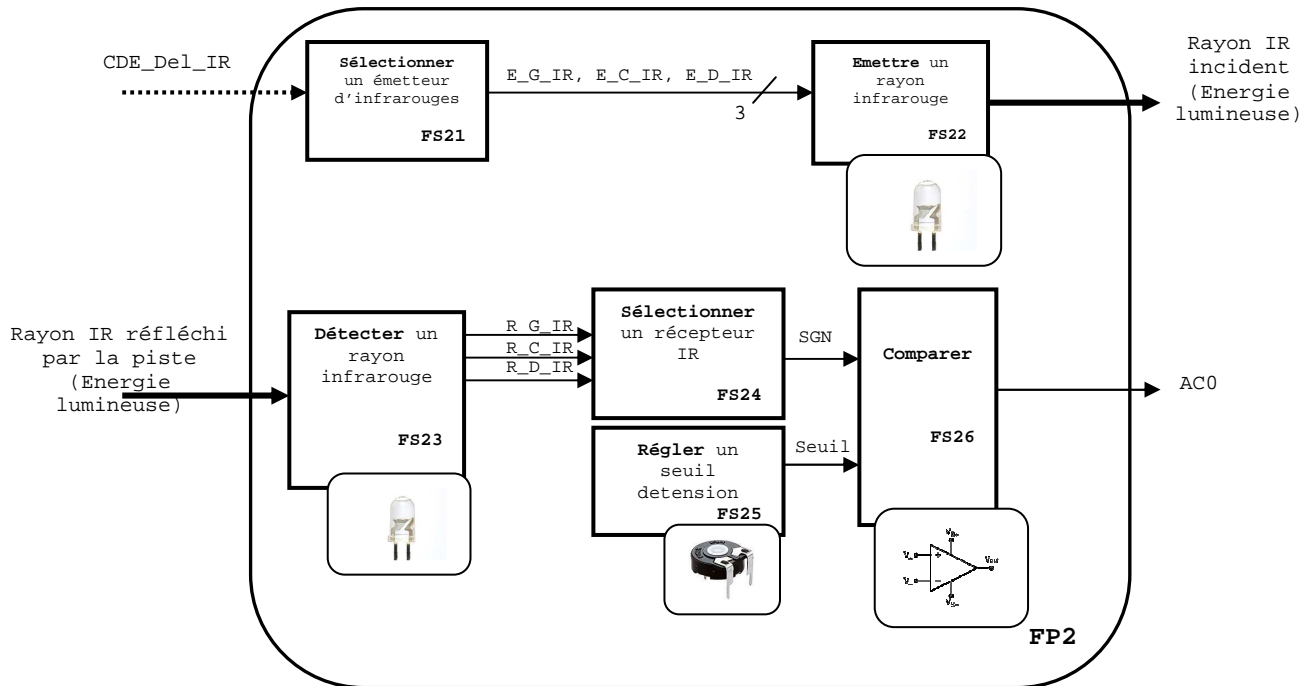 CDE_Del_IR
Sélectionner
un émetteur
d'infrarouges
FS21
E_G_IR, E_C_IR, E_D_IR
3
Emettre un
rayon
infrarouge
FS22
Rayon IR
incident
(Energie
lumineuse)
Rayon IR réfléchi
par la piste
(Energie
lumineuse)
Détecter un
rayon
infrarouge
FS23
R G_IR
R_C_IR
R_D_IR
Sélectionner
un récepteur
IR
FS24
SGN
Régler un
seuil
detension
FS25
Seuil
Comparer
FS26
AC0
FP2